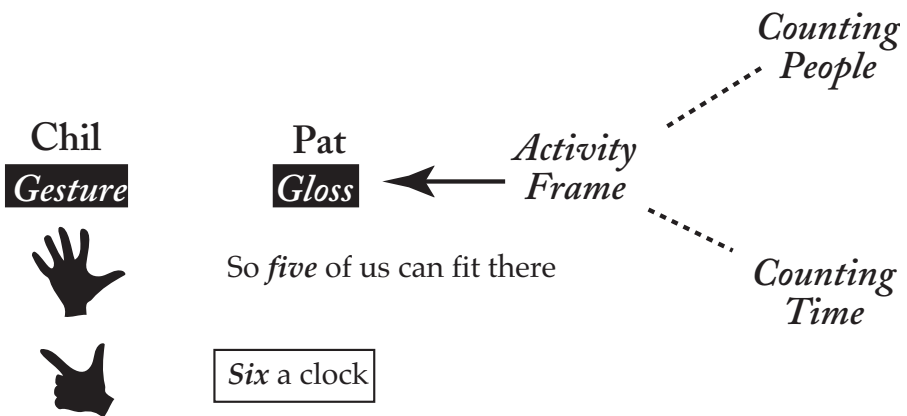 Counting
People
Chil
Pat
Activity
Frame
Gesture
Gloss
So five of us can fit there
Counting
Time
Six a clock